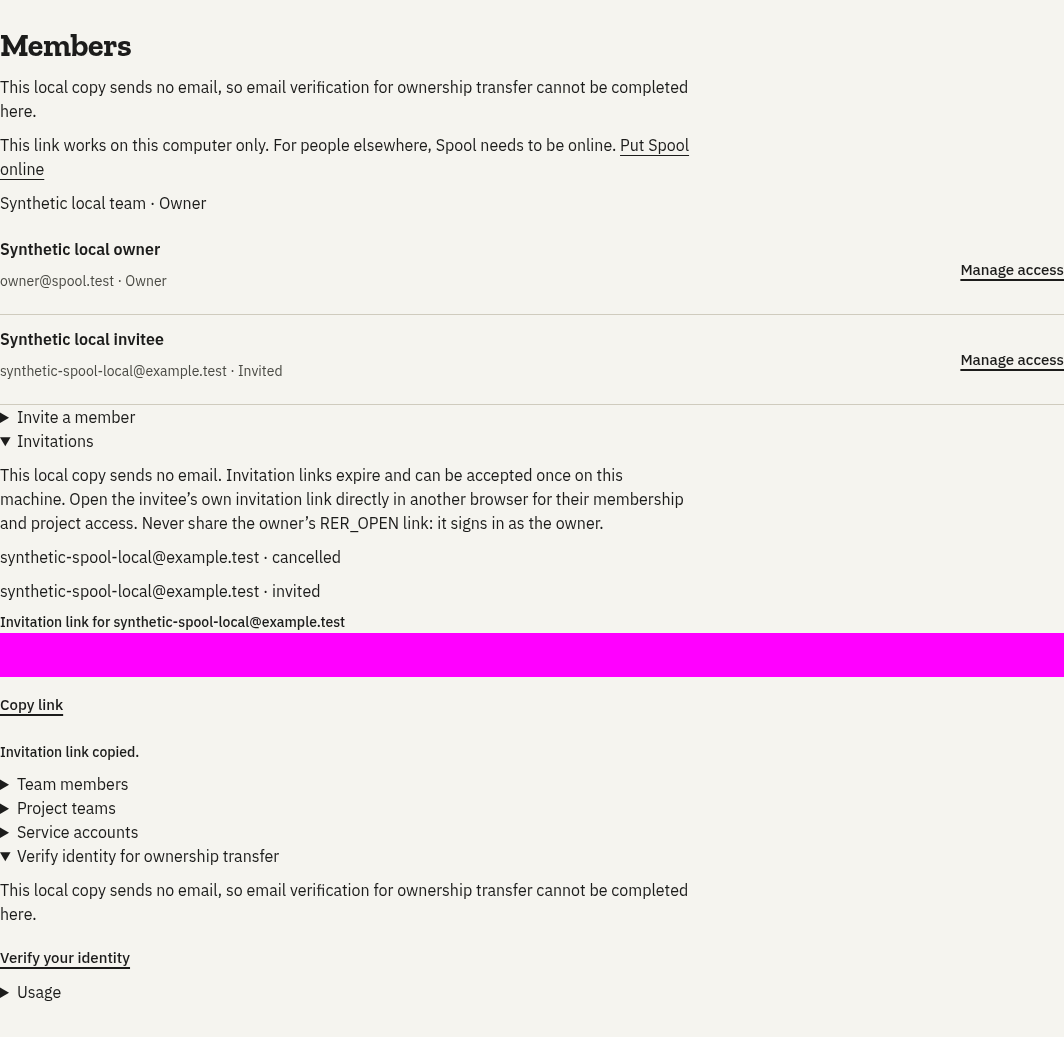 Members
This local copy sends no email, so email verification for ownership transfer cannot be completed
here.
This link works on this computer only. For people elsewhere, Spool needs to be online. Put Spool
online
Synthetic local team · Owner
Synthetic local owner
owner@spool.test · Owner
Manage access
Synthetic local invitee
synthetic-spool-local@example.test · Invited
Manage access
Invite a member
Invitations
This local copy sends no email. Invitation links expire and can be accepted once on this
machine. Open the invitee’s own invitation link directly in another browser for their membership
and project access. Never share the owner’s RER_OPEN link: it signs in as the owner.
synthetic-spool-local@example.test · cancelled
synthetic-spool-local@example.test · invited
Invitation link for synthetic-spool-local@example.test
Copy link
Invitation link copied.
Team members
Project teams
Service accounts
Verify identity for ownership transfer
This local copy sends no email, so email verification for ownership transfer cannot be completed
here.
Verify your identity
Usage